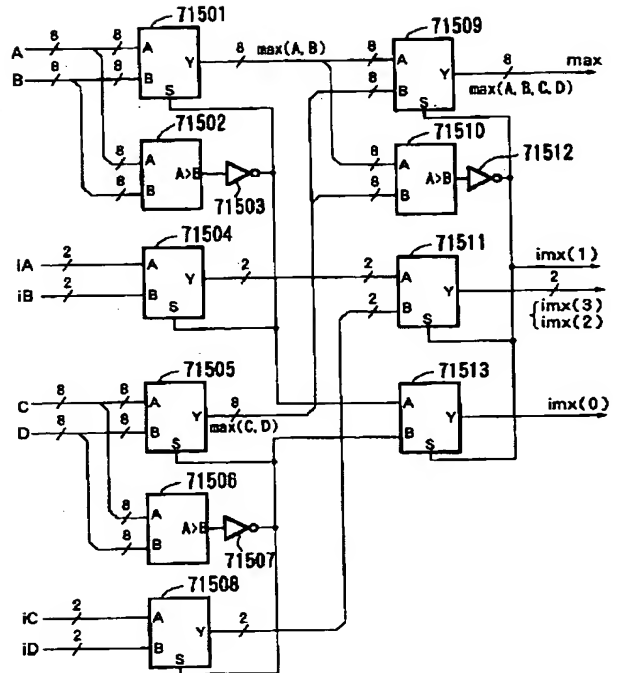 71501
71509
A 8 8 A Y 8 max(A,B) 8 A Y 8 max
B 8 8 B S 8 B S max(A,B,C,D)
71502
71510
8 A A>B 8 A A>B 71512
8 B 71503 8 B
71504
71511
iA 2 A Y 2 2 A Y imx(1)
iB 2 B S 2 B S 2 imx(3)
imx(2)
71505
71513
C 8 8 A Y 8 A Y imx(0)
D 8 8 B S max(C,D) B S
71506
8 A A>B
8 B 71507
71508
iC 2 A Y 2
iD 2 B S